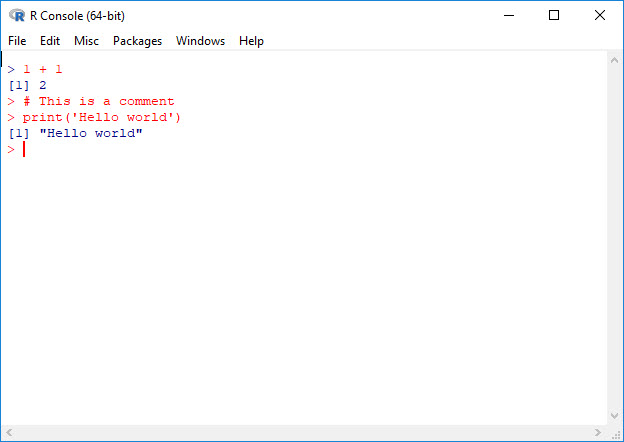 R Console (64-bit)
File Edit Misc Packages Windows Help
> 1 + 1
[1] 2
> # This is a comment
> print('Hello world')
[1] "Hello world"
>